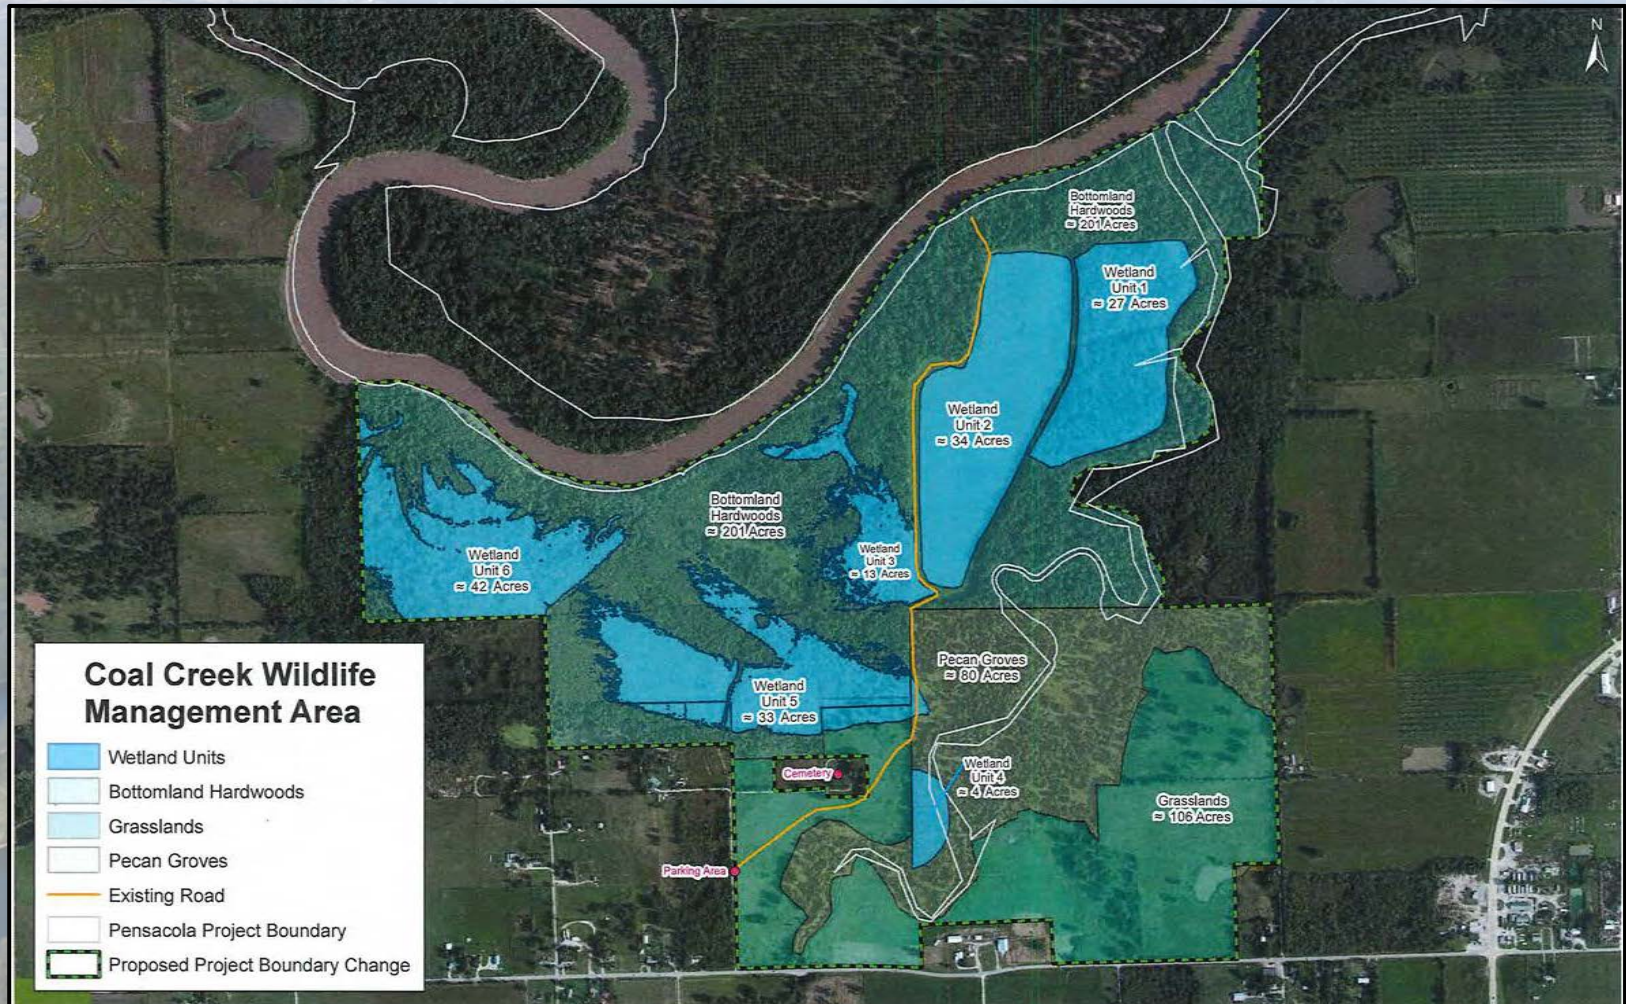 N
Bottomland
Hardwoods
≈ 201 Acres
Wetland
Unit 1
≈ 27 Acres
Wetland
Unit 2
≈ 34 Acres
Bottomland
Hardwoods
≈ 201 Acres
Wetland
Unit 3
≈ 13 Acres
Wetland
Unit 6
≈ 42 Acres
Pecan Groves
≈ 80 Acres
Wetland
Unit 5
≈ 33 Acres
Cemetery
Wetland
Unit 4
≈ 4 Acres
Grasslands
≈ 106 Acres
Parking Area
Coal Creek Wildlife
Management Area
Wetland Units
Bottomland Hardwoods
Grasslands
Pecan Groves
Existing Road
Pensacola Project Boundary
Proposed Project Boundary Change